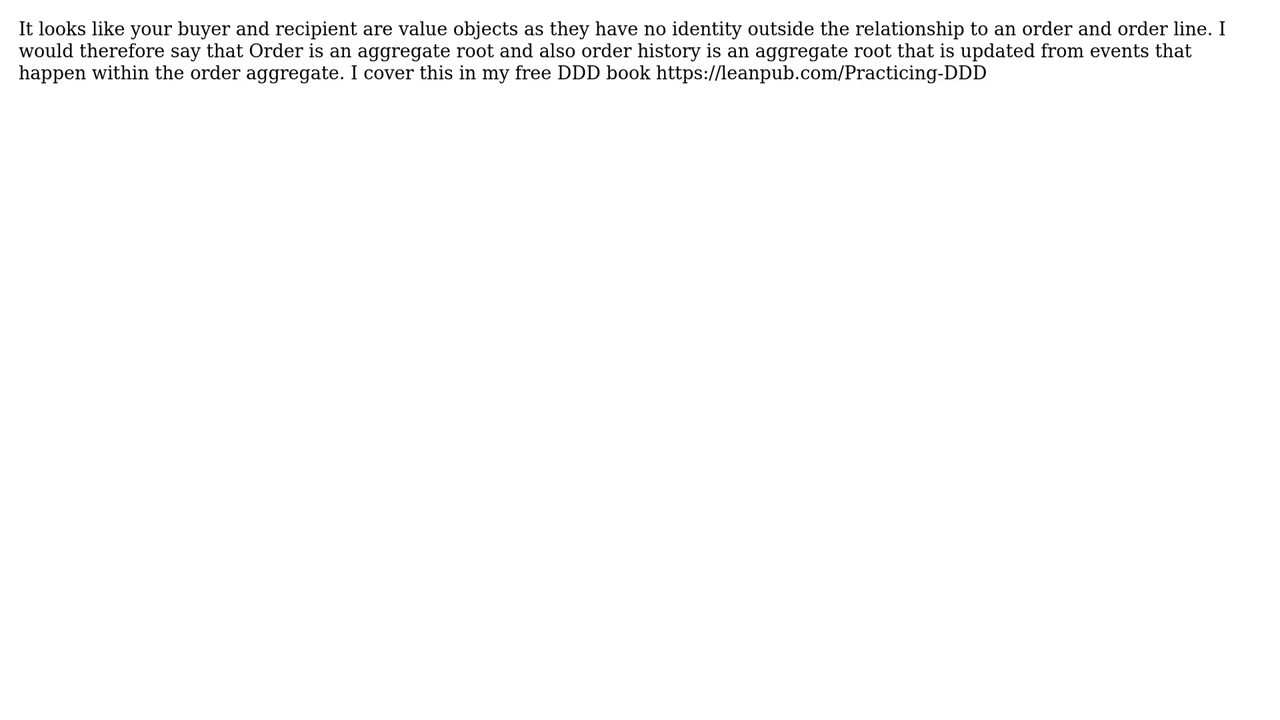 It looks like your buyer and recipient are value objects as they have no identity outside the relationship to an order and order line. I
would therefore say that Order is an aggregate root and also order history is an aggregate root that is updated from events that
happen within the order aggregate. I cover this in my free DDD book https://leanpub.com/Practicing-DDD